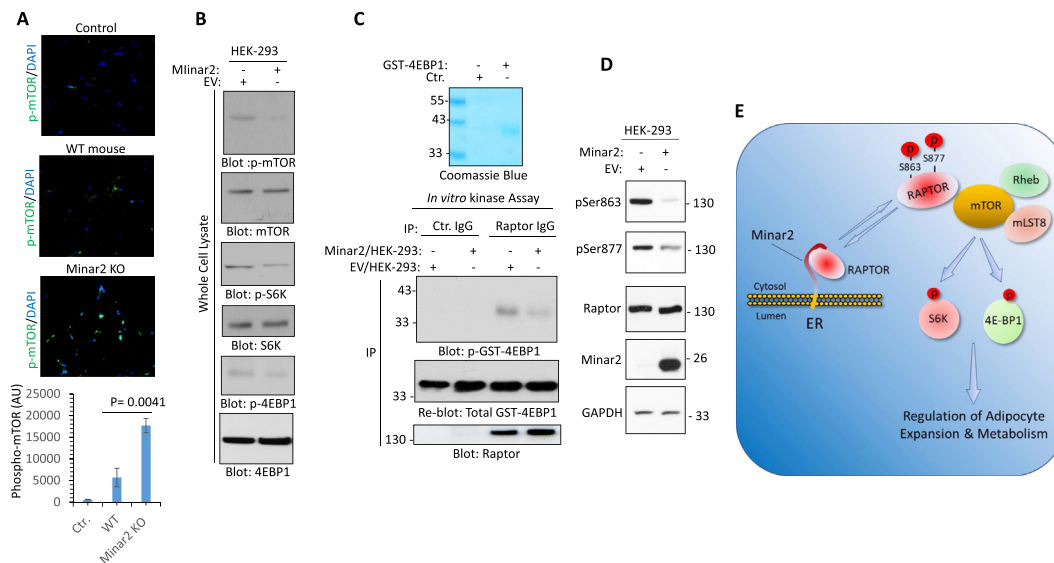 A
Control
p-mTOR/DAPI
WT mouse
p-mTOR/DAPI
Minar2 KO
p-mTOR/DAPI
Phospho-mTOR (AU)
P= 0.0041
25000
20000
15000
10000
5000
0
Ctr.
WT
Minar2 KO
B
HEK-293
MIinar2: - +
EV: + -
Whole Cell Lysate
Blot :p-mTOR
Blot: mTOR
Blot: p-S6K
Blot: S6K
Blot: p-4EBP1
Blot: 4EBP1
C
GST-4EBP1: - +
Ctr. + -
55-
43-
33 -
Coomassie Blue
In vitro kinase Assay
IP: Ctr. IgG Raptor IgG
Minar2/HEK-293: - + - +
EV/HEK-293: + - + -
IP
43-
33 -
Blot: p-GST-4EBP1
33 -
Re-blot: Total GST-4EBP1
130 -
Blot: Raptor
D
HEK-293
Minar2: - +
EV: + -
pSer863 - 130
pSer877 - 130
Raptor - 130
Minar2 - 26
GAPDH - 33
E
p p
S863 S877
RAPTOR
mTOR
Rheb
mLST8
Minar2
RAPTOR
Cytosol
Lumen
ER
p
S6K
p
4E-BP1
Regulation of Adipocyte
Expansion & Metabolism